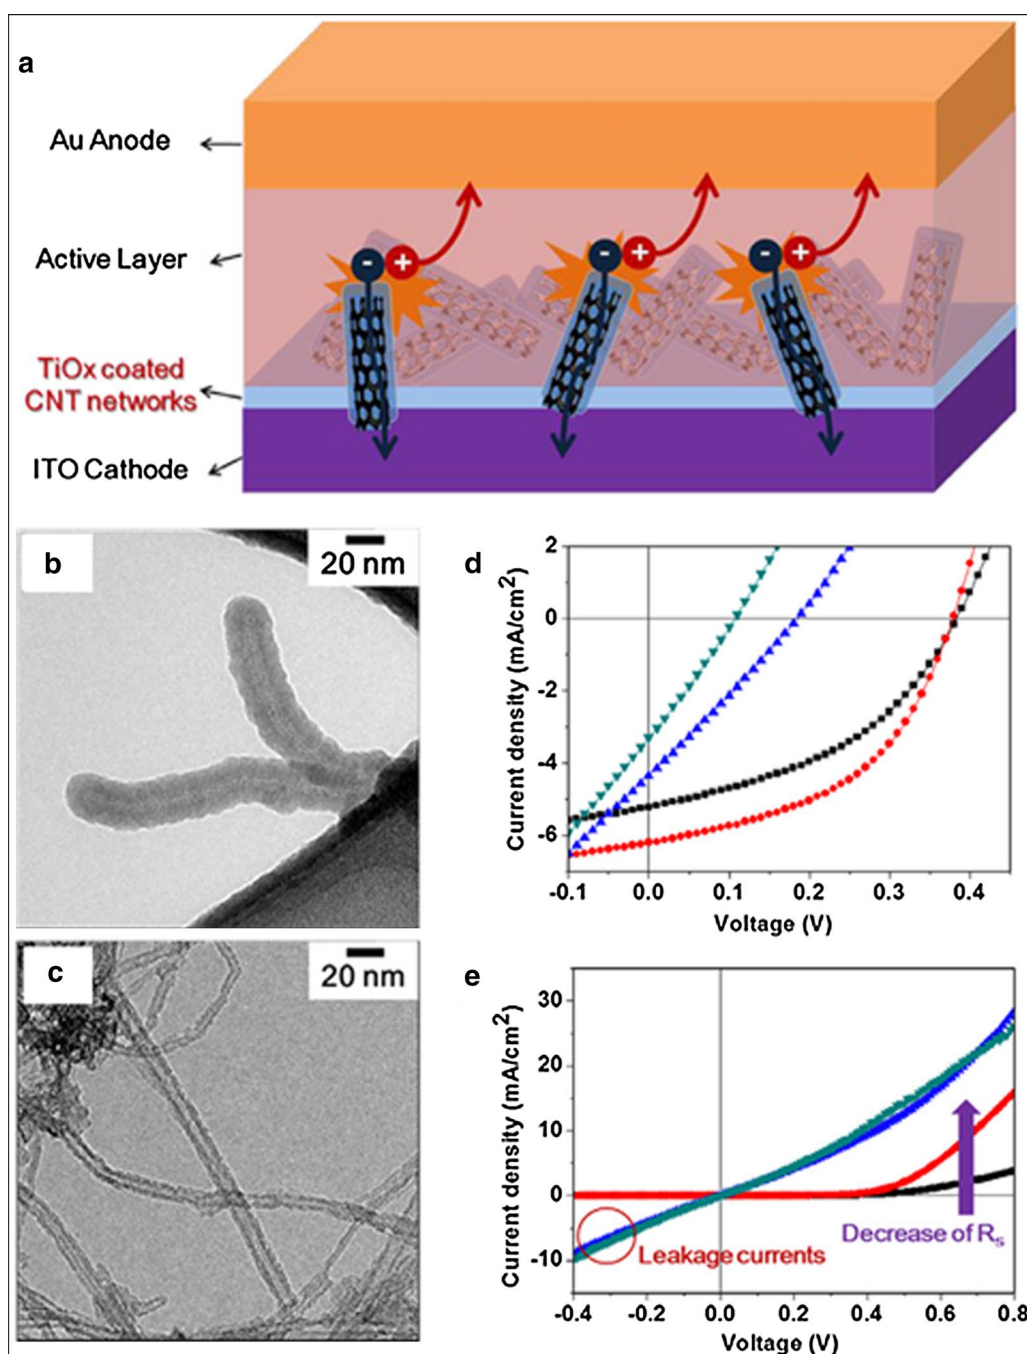 a
Au Anode
Active Layer
TiOx coated
CNT networks
ITO Cathode
- + - + - +
b
20 nm
c
20 nm
d
2
0
-2
-4
-6
Current density (mA/cm²)
-0.1 0.0 0.1 0.2 0.3 0.4
Voltage (V)
e
30
20
10
0
-10
Current density (mA/cm²)
Decrease of Rₛ
Leakage currents
-0.4 -0.2 0.0 0.2 0.4 0.6 0.8
Voltage (V)